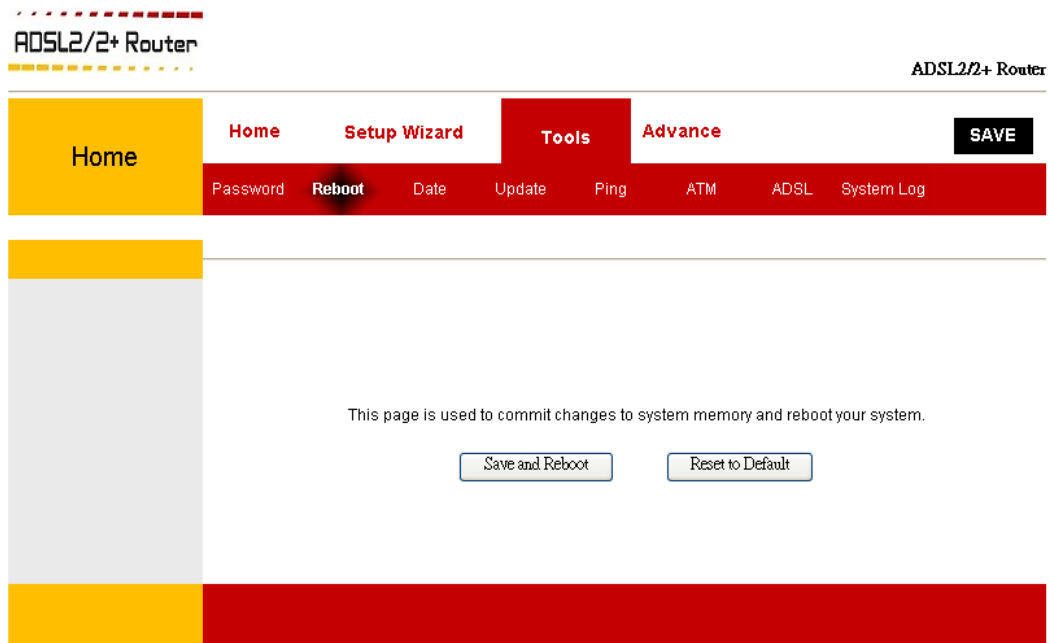 ADSL2/2+ Router
ADSL2/2+ Router
Home
Home Setup Wizard Tools Advance SAVE
Password Reboot Date Update Ping ATM ADSL System Log
This page is used to commit changes to system memory and reboot your system.
Save and Reboot Reset to Default